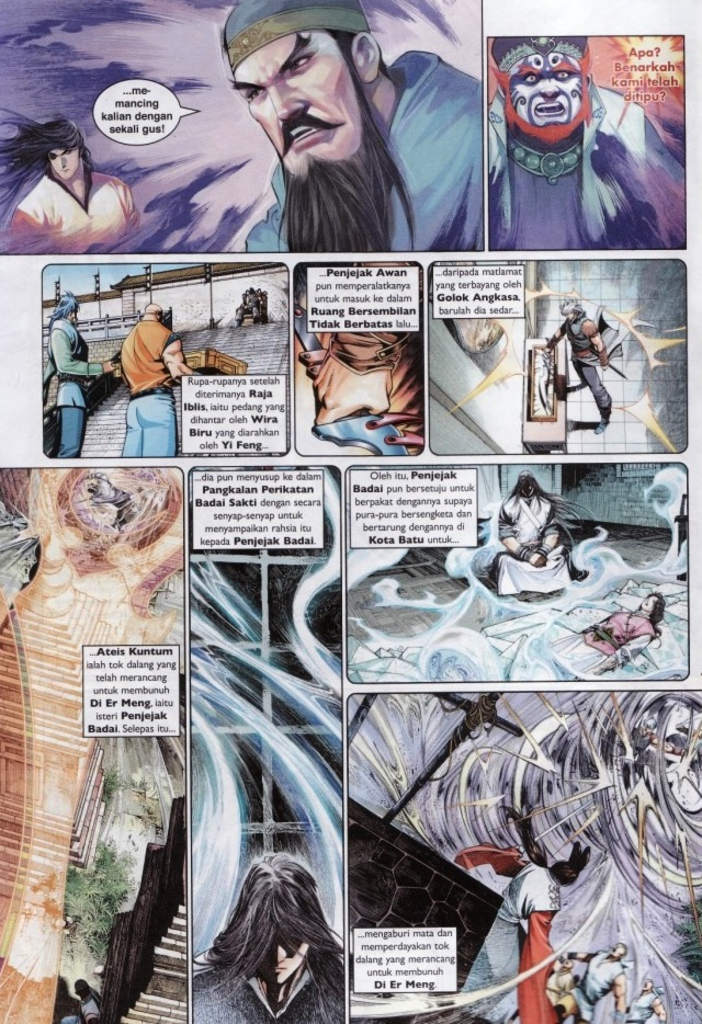 ...me-
mancing
kalian dengan
sekali gus!
Apa?
Benarkah
kami telah
ditipu?
Rupa-rupanya setelah
diterimanya Raja
Iblis, iaitu pedang yang
dihantar oleh Wira
Biru yang diarahkan
oleh Yi Feng...
...Penjejak Awan
pun memperalatkanya
untuk masuk ke dalam
Ruang Bersembilan
Tidak Berbatas lalu...
...daripada matlamat
yang terbayang oleh
Golok Angkasa,
barulah dia sedar...
...Ateis Kuntum
ialah tok dalang yang
telah merancang
untuk membunuh
Di Er Meng, iaitu
isteri Penjejak
Badai. Selepas itu...
...dia pun menyusup ke dalam
Pangkalan Perikatan
Badai Sakti dengan secara
senyap-senyap untuk
menyampaikan rahsia itu
kepada Penjejak Badai.
Oleh itu, Penjejak
Badai pun bersetuju untuk
berpakat dengannya supaya
pura-pura bersengketa dan
bertarung dengannya di
Kota Batu untuk...
...mengaburi mata dan
memperdayakan tok
dalang yang merancang
untuk membunuh
Di Er Meng.